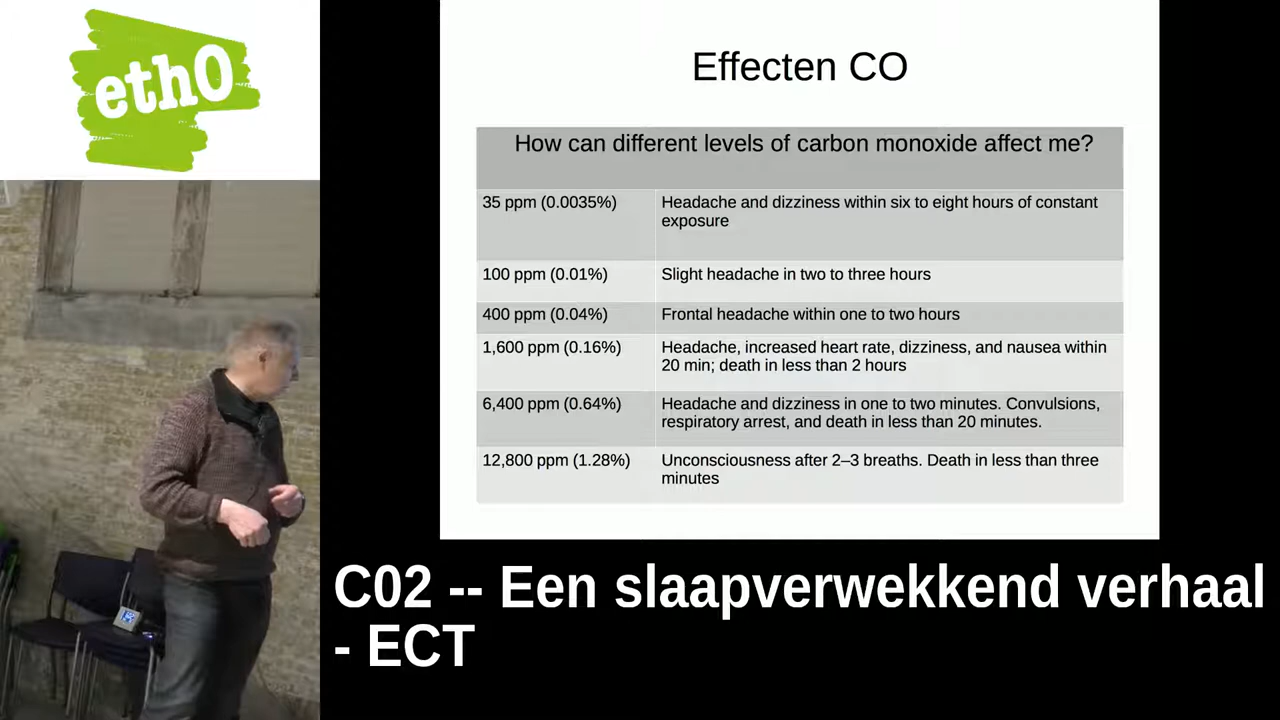 eth0
Effecten CO
How can different levels of carbon monoxide affect me?
35 ppm (0.0035%)
Headache and dizziness within six to eight hours of constant
exposure
100 ppm (0.01%)
Slight headache in two to three hours
400 ppm (0.04%)
Frontal headache within one to two hours
1,600 ppm (0.16%)
Headache, increased heart rate, dizziness, and nausea within
20 min; death in less than 2 hours
6,400 ppm (0.64%)
Headache and dizziness in one to two minutes. Convulsions,
respiratory arrest, and death in less than 20 minutes.
12,800 ppm (1.28%)
Unconsciousness after 2–3 breaths. Death in less than three
minutes
C02 -- Een slaapverwekkend verhaal
- ECT